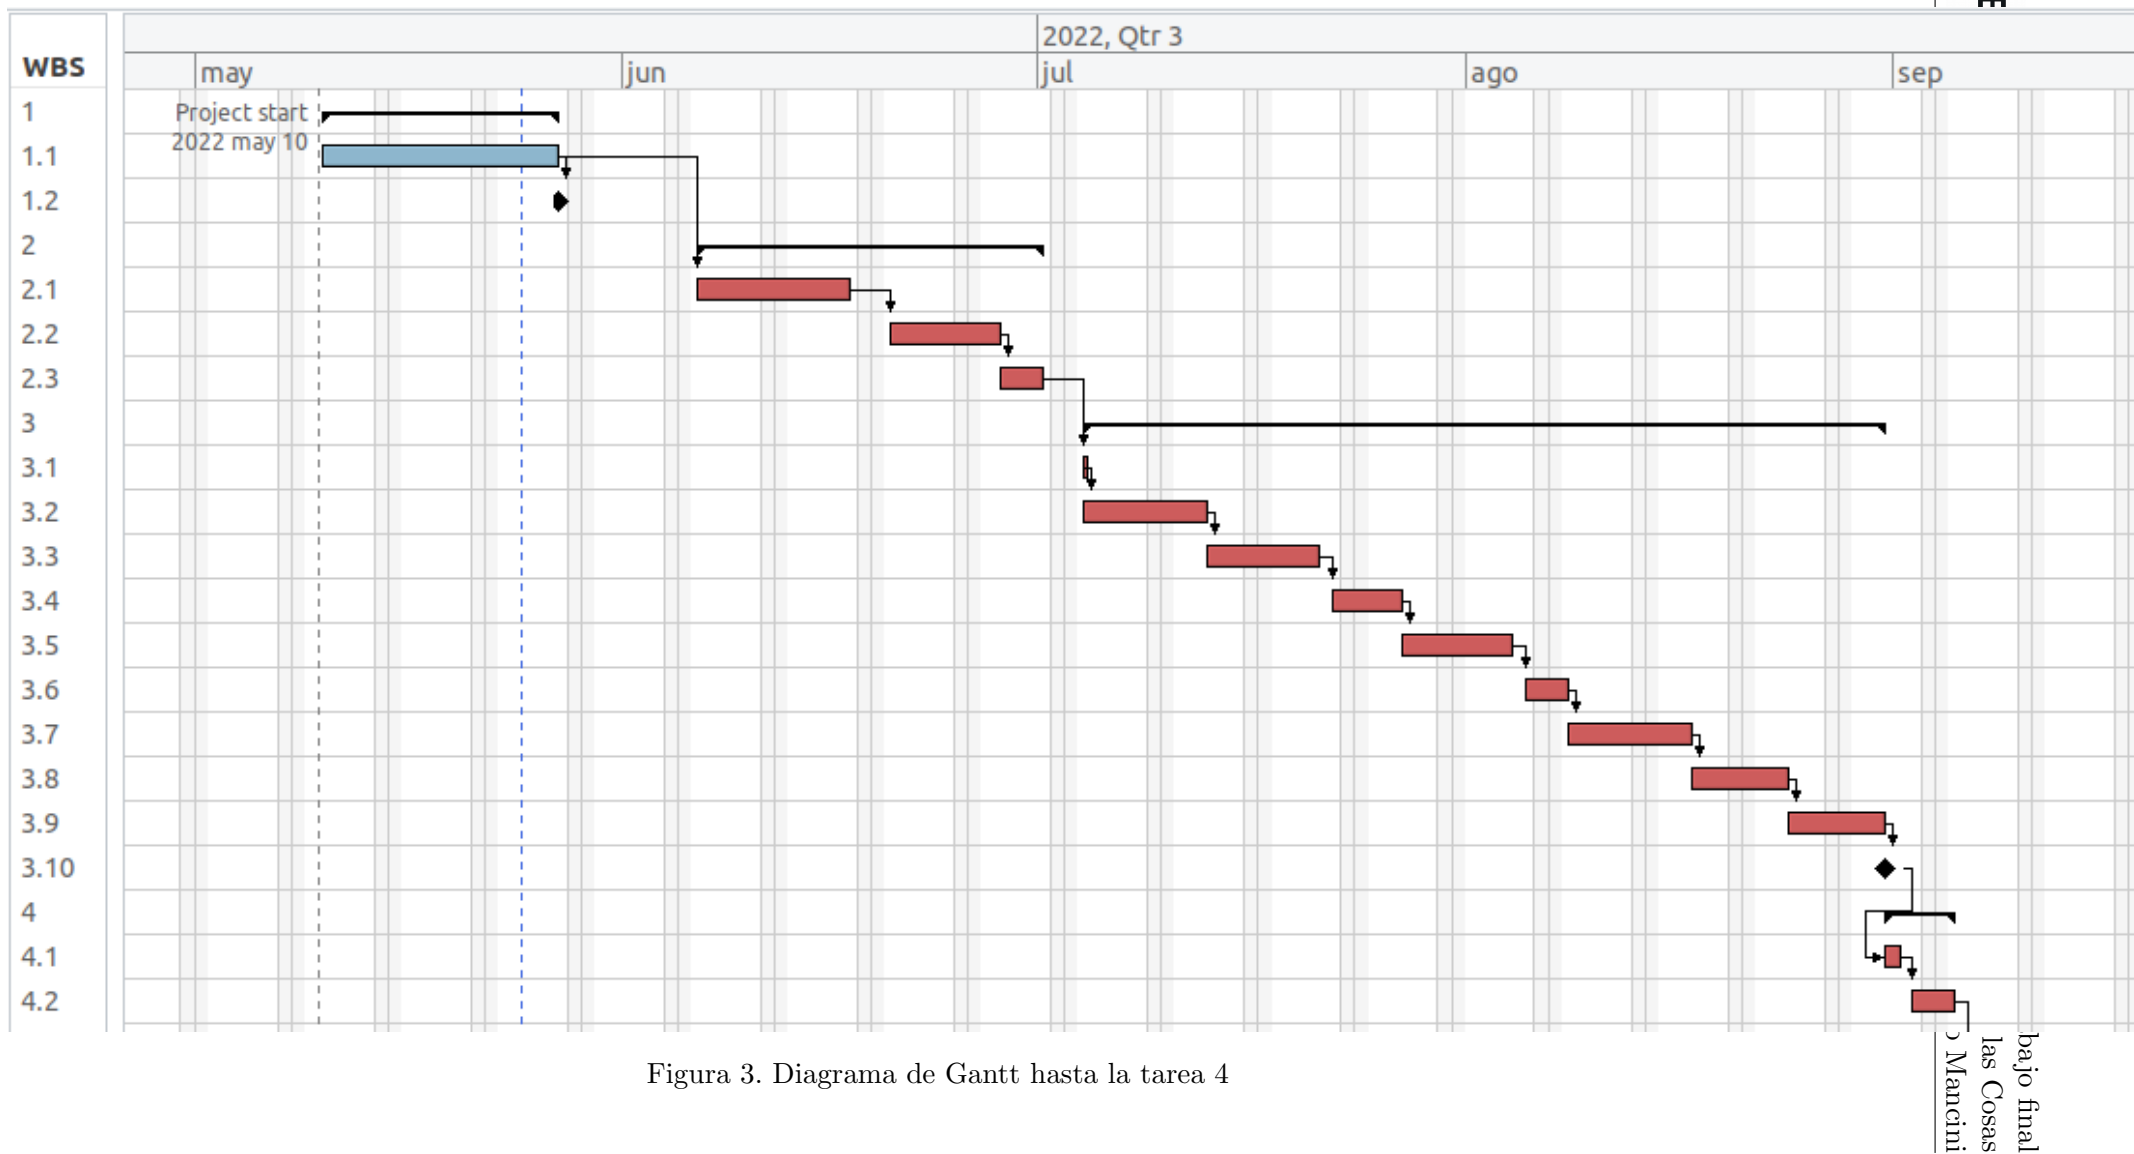 2022, Qtr 3
WBS
may
jun
jul
ago
sep
1
Project start
2022 may 10
1.1
1.2
2
2.1
2.2
2.3
3
3.1
3.2
3.3
3.4
3.5
3.6
3.7
3.8
3.9
3.10
4
4.1
4.2
Figura 3. Diagrama de Gantt hasta la tarea 4
bajo final
las Cosas
o Mancini